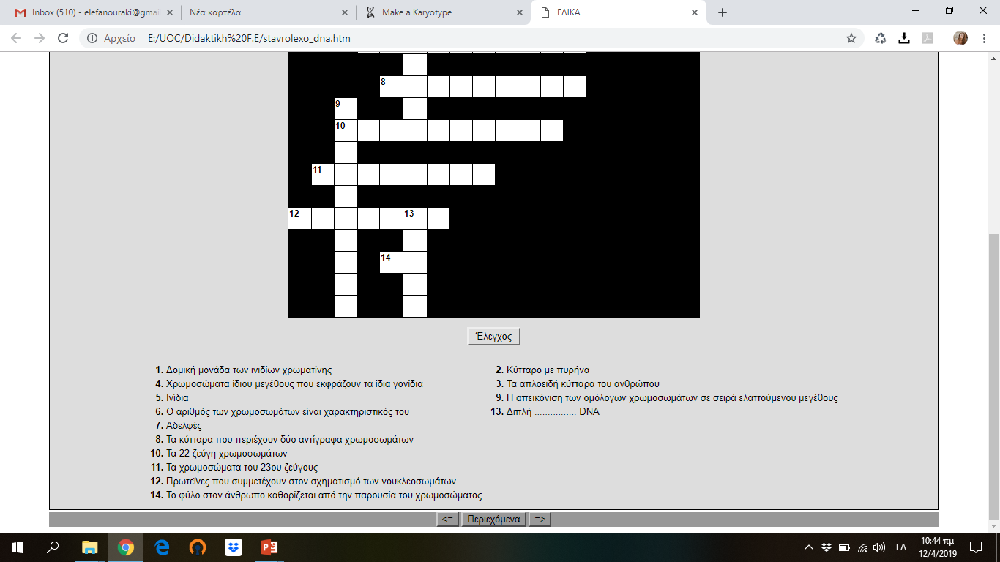 Inbox (510) - elefanouraki@gmai
Νέα καρτέλα
Make a Karyotype
ΕΛΙΚΑ
Αρχείο E:/UOC/Didaktikh%20F.E/stavrolexo_dna.htm
8
9
10
11
12 13
14
Έλεγχος
1. Δομική μονάδα των ινιδίων χρωματίνης
4. Χρωμοσώματα ίδιου μεγέθους που εκφράζουν τα ίδια γονίδια
5. Ινίδια
6. Ο αριθμός των χρωμοσωμάτων είναι χαρακτηριστικός του
7. Αδελφές
8. Τα κύτταρα που περιέχουν δύο αντίγραφα χρωμοσωμάτων
10. Τα 22 ζεύγη χρωμοσωμάτων
11. Τα χρωμοσώματα του 23ου ζεύγους
12. Πρωτεΐνες που συμμετέχουν στον σχηματισμό των νουκλεοσωμάτων
14. Το φύλο στον άνθρωπο καθορίζεται από την παρουσία του χρωμοσώματος
2. Κύτταρο με πυρήνα
3. Τα απλοειδή κύτταρα του ανθρώπου
9. Η απεικόνιση των ομόλογων χρωμοσωμάτων σε σειρά ελαττούμενου μεγέθους
13. Διπλή ................ DNA
<= Περιεχόμενα =>
ΕΛ
10:44 πμ
12/4/2019